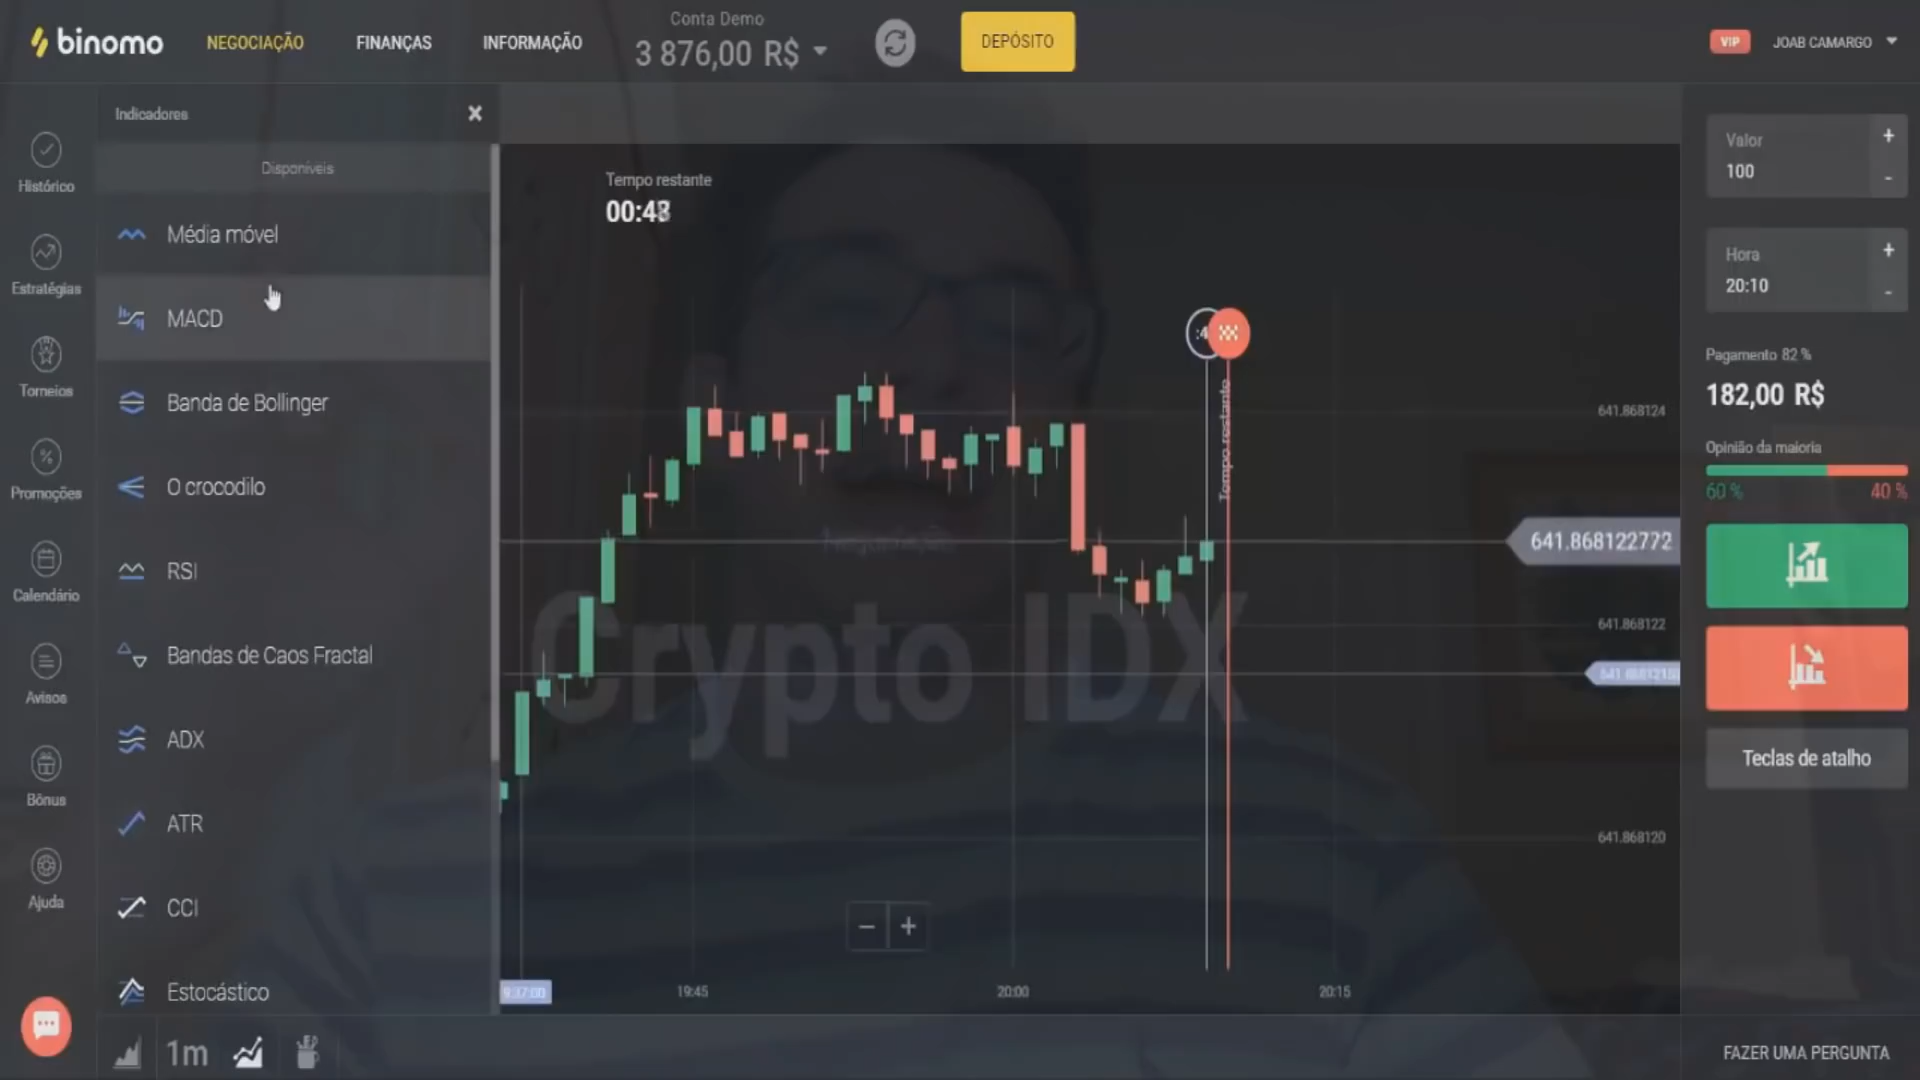 binomo
NEGOCIAÇÃO
FINANÇAS
INFORMAÇÃO
Conta Demo
3 876,00 R$
DEPÓSITO
VIP
JOAB CAMARGO
Histórico
Estratégias
Torneios
Promoções
Calendário
Avisos
Bônus
Ajuda
Indicadores
Disponíveis
Média móvel
MACD
Banda de Bollinger
O crocodilo
RSI
Bandas de Caos Fractal
ADX
ATR
CCI
Estocástico
1m
Tempo restante
00:48
:4
Tempo restante
Crypto IDX
641.868124
641.868122772
641.868122
641.868120
19:45
20:00
20:15
Valor
100
Hora
20:10
Pagamento 82 %
182,00 R$
Opinião da maioria
60 %
40 %
Teclas de atalho
FAZER UMA PERGUNTA